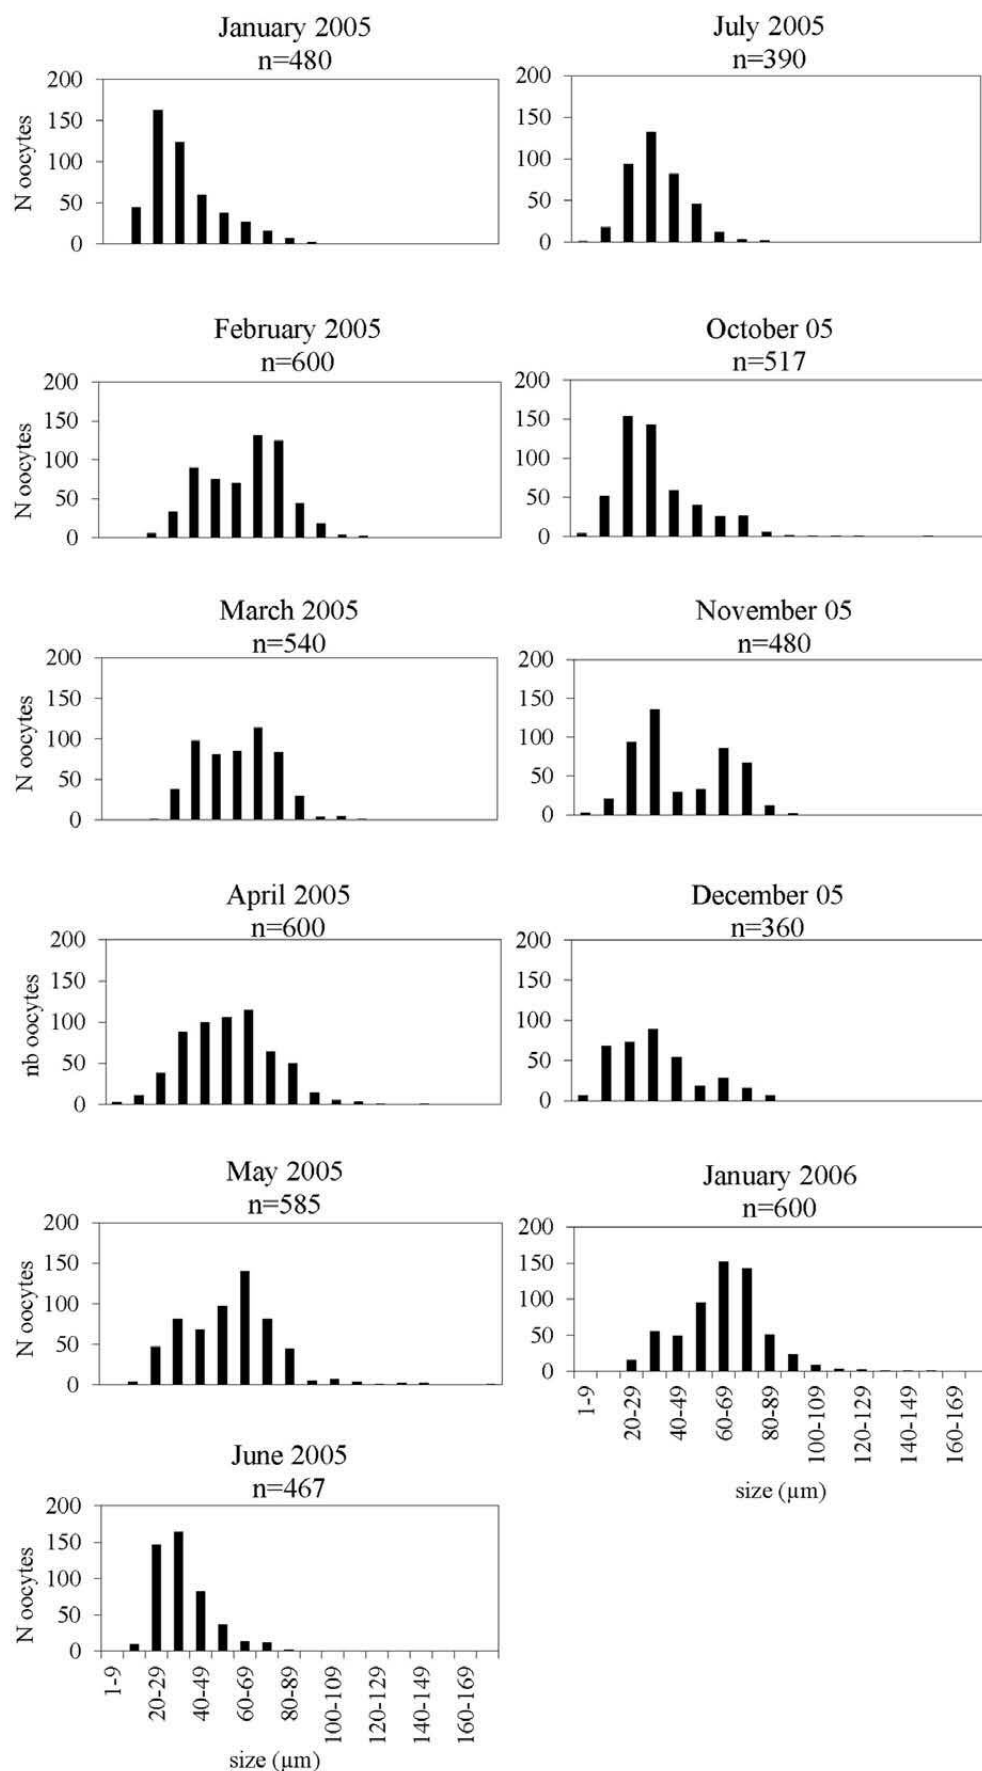 January 2005
n=480
200
150
100
50
0
N oocytes
July 2005
n=390
200
150
100
50
0
February 2005
n=600
200
150
100
50
0
N oocytes
October 05
n=517
200
150
100
50
0
March 2005
n=540
200
150
100
50
0
N oocytes
November 05
n=480
200
150
100
50
0
April 2005
n=600
200
150
100
50
0
nb oocytes
December 05
n=360
200
150
100
50
0
May 2005
n=585
200
150
100
50
0
N oocytes
January 2006
n=600
200
150
100
50
0
1-9
20-29
40-49
60-69
80-89
100-109
120-129
140-149
160-169
size (µm)
June 2005
n=467
200
150
100
50
0
N oocytes
1-9
20-29
40-49
60-69
80-89
100-109
120-129
140-149
160-169
size (µm)